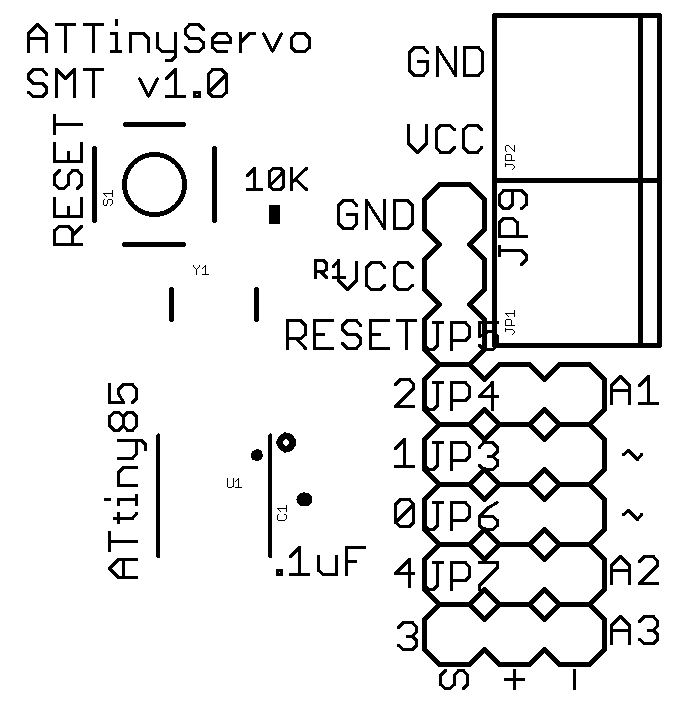 ATTinyServo
SMT v1.0
GND
VCC
JP2
RESET
S1
10K
GND
JP9
Y1
R1
VCC
JP1
RESET
JP5
2
JP4
A1
ATtiny85
1
JP3
~
U1
C1
0
JP6
~
.1uF
4
JP7
A2
3
A3
S + -